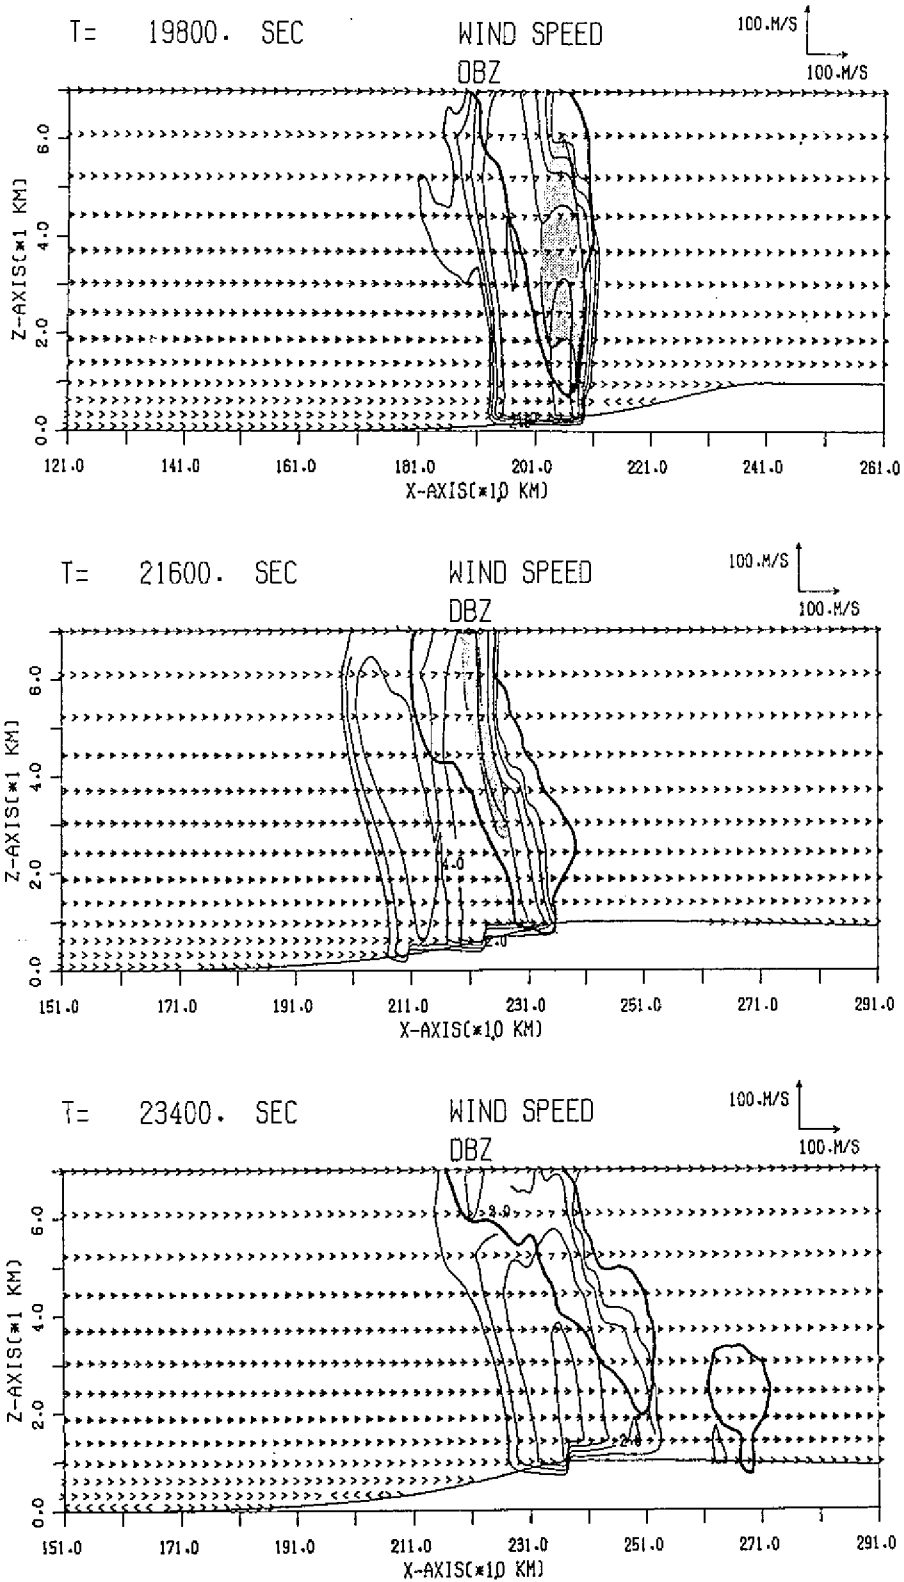 T= 19800. SEC WIND SPEED 100.M/S
DBZ 100.M/S
Z-AXIS(*1 KM)
6.0
4.0
2.0
0.0
121.0 141.0 161.0 181.0 201.0 221.0 241.0 261.0
X-AXIS(*1,0 KM)
T= 21600. SEC WIND SPEED 100.M/S
DBZ 100.M/S
Z-AXIS(*1 KM)
6.0
4.0
2.0
0.0
4.0
2.0
151.0 171.0 191.0 211.0 231.0 251.0 271.0 291.0
X-AXIS(*1,0 KM)
T= 23400. SEC WIND SPEED 100.M/S
DBZ 100.M/S
Z-AXIS(*1 KM)
6.0
4.0
2.0
0.0
2.0
151.0 171.0 191.0 211.0 231.0 251.0 271.0 291.0
X-AXIS(*1,0 KM)